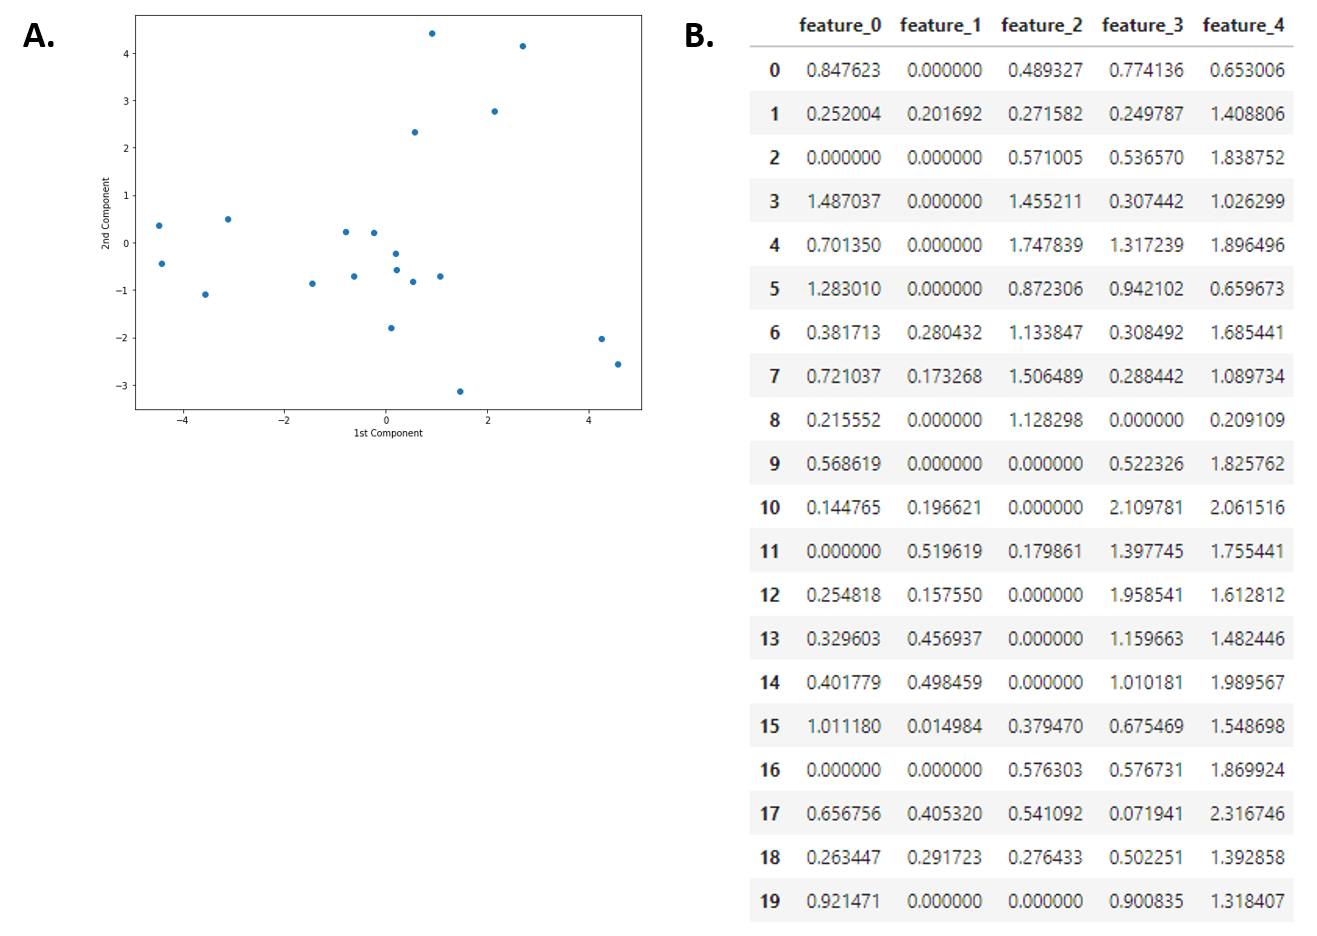 A.
4
3
2
1
0
−1
−2
−3
2nd Component
−4
−2
0
2
4
1st Component
B.
feature_0 feature_1 feature_2 feature_3 feature_4
0 0.847623 0.000000 0.489327 0.774136 0.653006
1 0.252004 0.201692 0.271582 0.249787 1.408806
2 0.000000 0.000000 0.571005 0.536570 1.838752
3 1.487037 0.000000 1.455211 0.307442 1.026299
4 0.701350 0.000000 1.747839 1.317239 1.896496
5 1.283010 0.000000 0.872306 0.942102 0.659673
6 0.381713 0.280432 1.133847 0.308492 1.685441
7 0.721037 0.173268 1.506489 0.288442 1.089734
8 0.215552 0.000000 1.128298 0.000000 0.209109
9 0.568619 0.000000 0.000000 0.522326 1.825762
10 0.144765 0.196621 0.000000 2.109781 2.061516
11 0.000000 0.519619 0.179861 1.397745 1.755441
12 0.254818 0.157550 0.000000 1.958541 1.612812
13 0.329603 0.456937 0.000000 1.159663 1.482446
14 0.401779 0.498459 0.000000 1.010181 1.989567
15 1.011180 0.014984 0.379470 0.675469 1.548698
16 0.000000 0.000000 0.576303 0.576731 1.869924
17 0.656756 0.405320 0.541092 0.071941 2.316746
18 0.263447 0.291723 0.276433 0.502251 1.392858
19 0.921471 0.000000 0.000000 0.900835 1.318407